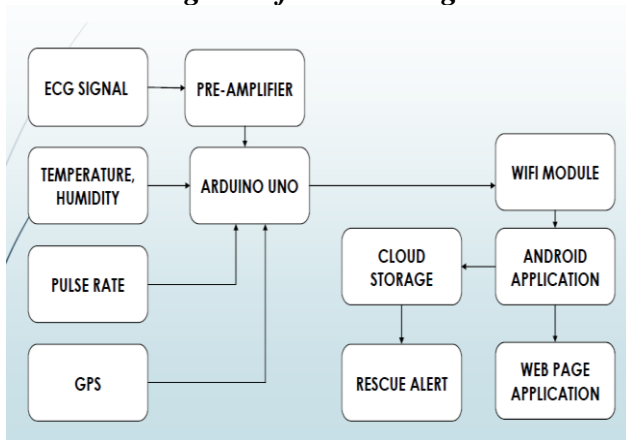 ECG SIGNAL
PRE-AMPLIFIER
TEMPERATURE,
HUMIDITY
ARDUINO UNO
WIFI MODULE
PULSE RATE
CLOUD
STORAGE
ANDROID
APPLICATION
GPS
RESCUE ALERT
WEB PAGE
APPLICATION